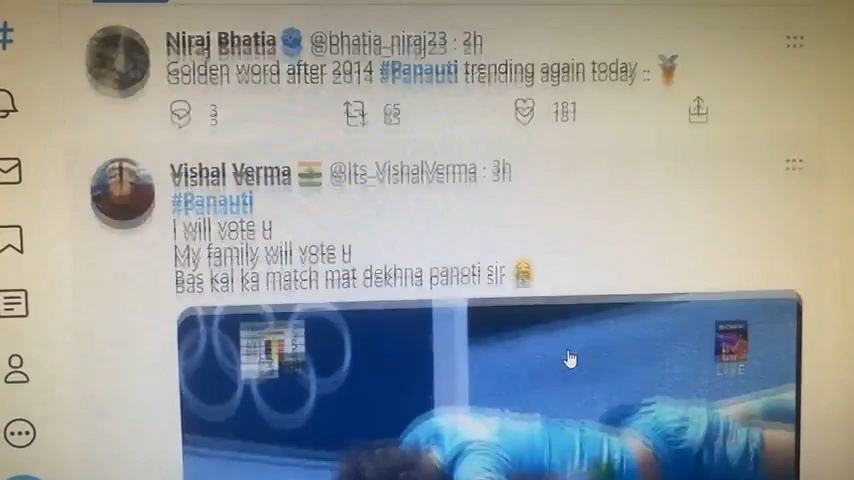 Niraj Bhatia @bhatia_niraj23 · 2h
Golden word after 2014 #Panauti trending again today ..
3 65 181
Vishal Verma @Its_VishalVerma · 3h
#Panauti
I will vote u
My family will vote u
Bas kal ka match mat dekhna panoti sir
LIVE